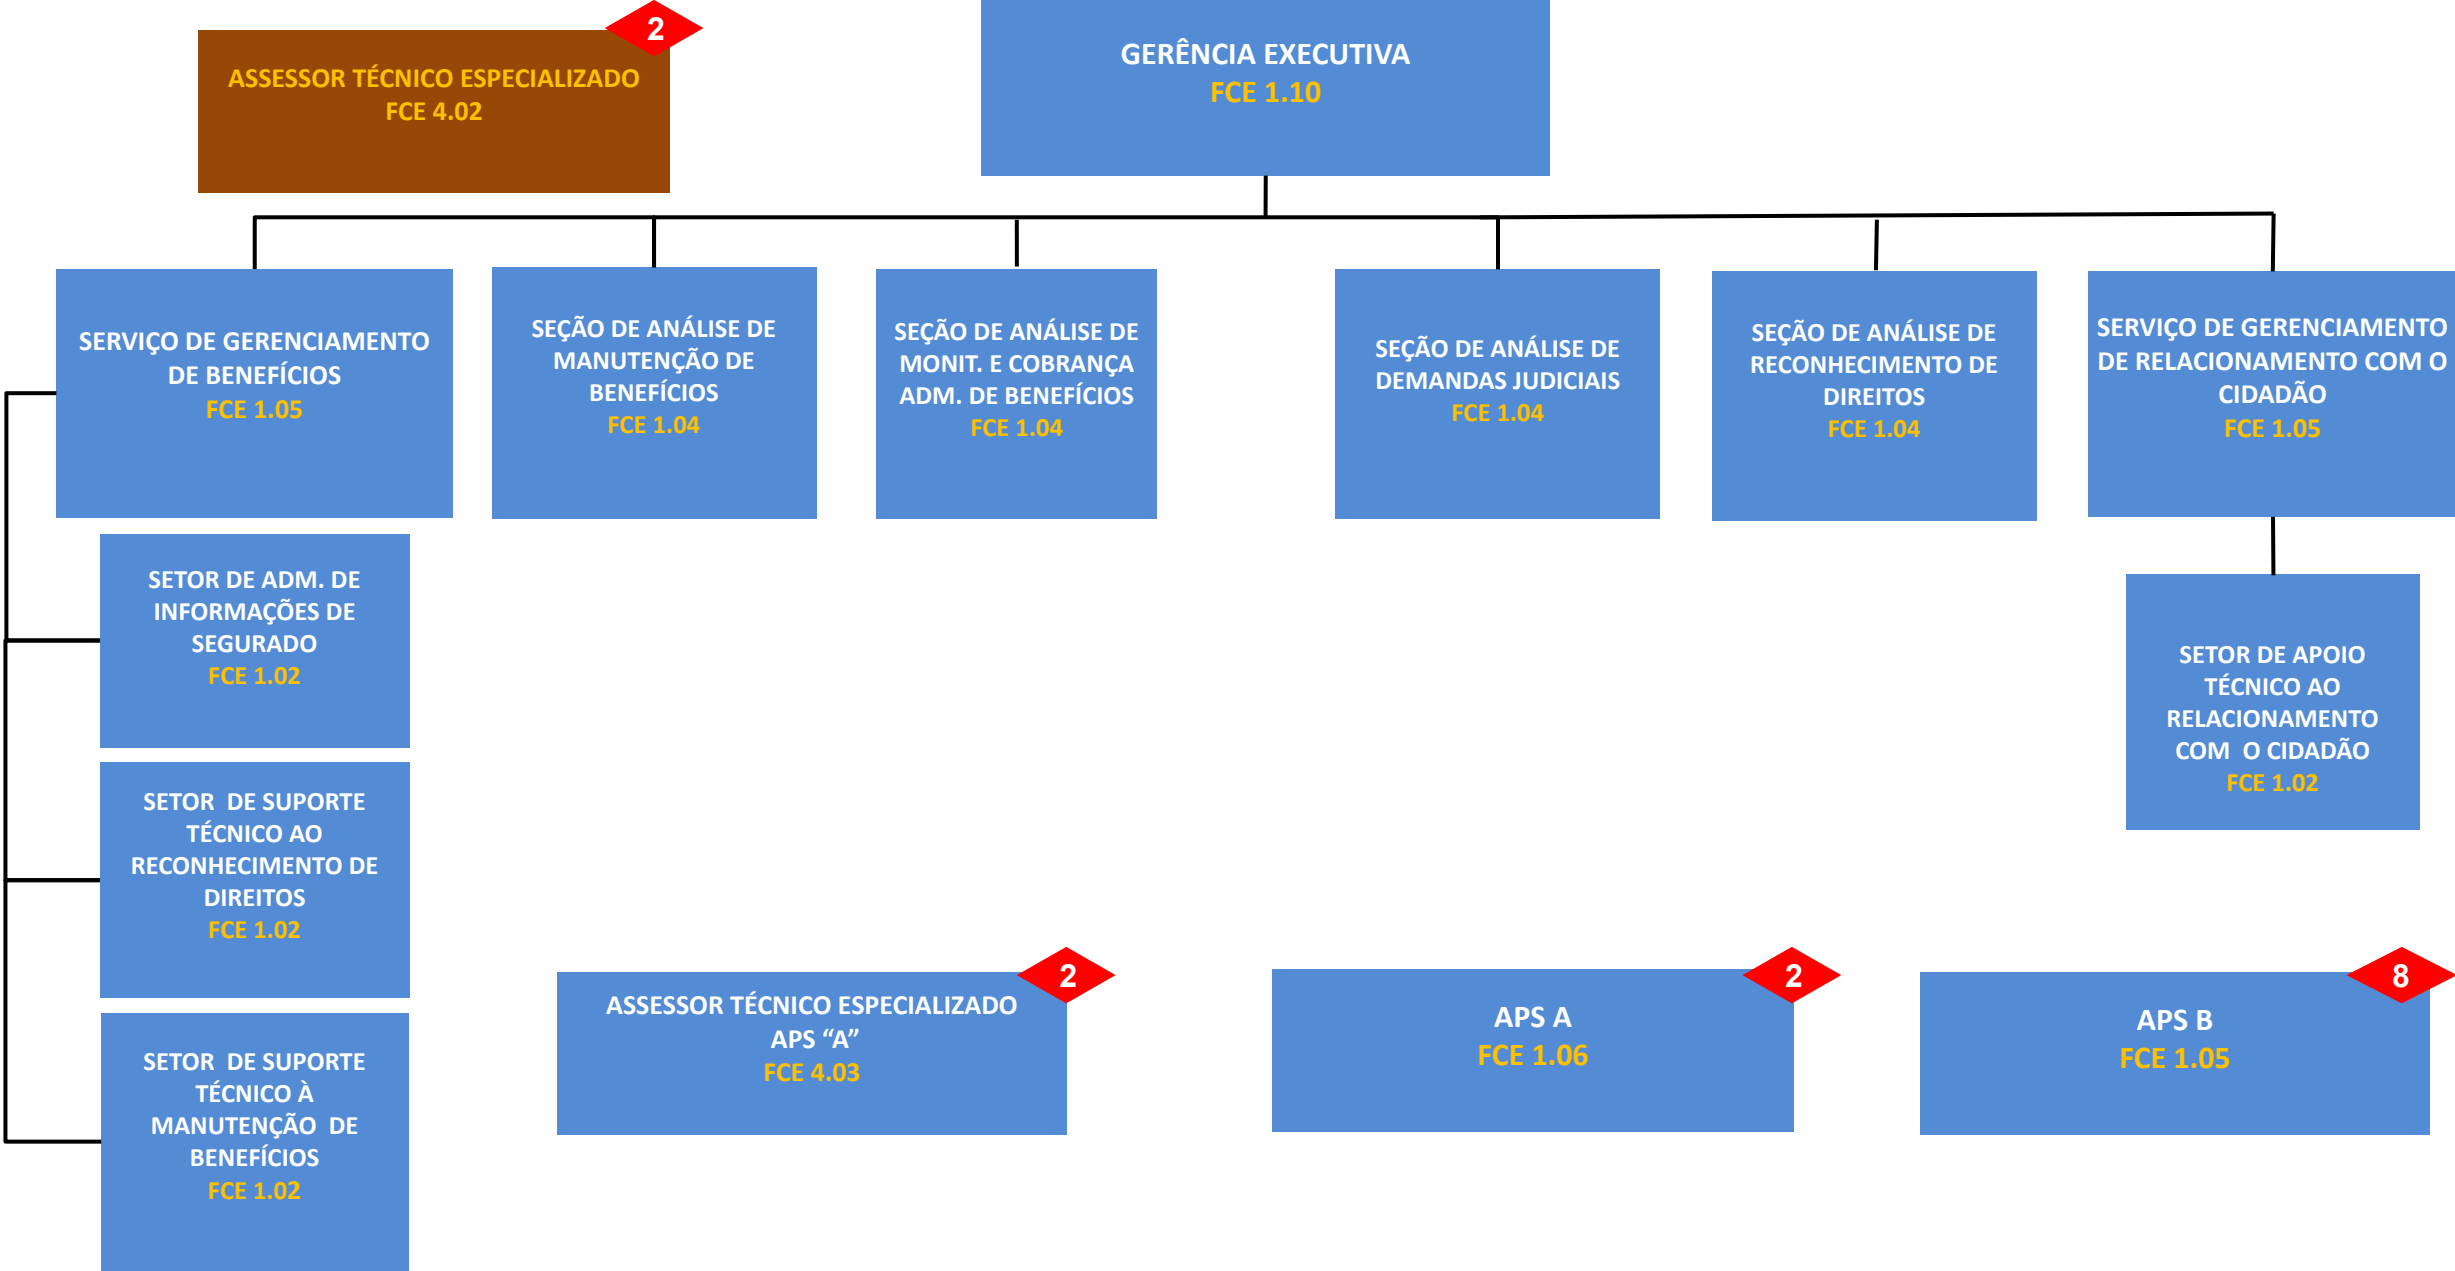 2
ASSESSOR TÉCNICO ESPECIALIZADO
FCE 4.02
GERÊNCIA EXECUTIVA
FCE 1.10
SERVIÇO DE GERENCIAMENTO
DE BENEFÍCIOS
FCE 1.05
SEÇÃO DE ANÁLISE DE
MANUTENÇÃO DE
BENEFÍCIOS
FCE 1.04
SEÇÃO DE ANÁLISE DE
MONIT. E COBRANÇA
ADM. DE BENEFÍCIOS
FCE 1.04
SEÇÃO DE ANÁLISE DE
DEMANDAS JUDICIAIS
FCE 1.04
SEÇÃO DE ANÁLISE DE
RECONHECIMENTO DE
DIREITOS
FCE 1.04
SERVIÇO DE GERENCIAMENTO
DE RELACIONAMENTO COM O
CIDADÃO
FCE 1.05
SETOR DE ADM. DE
INFORMAÇÕES DE
SEGURADO
FCE 1.02
SETOR DE APOIO
TÉCNICO AO
RELACIONAMENTO
COM O CIDADÃO
FCE 1.02
SETOR DE SUPORTE
TÉCNICO AO
RECONHECIMENTO DE
DIREITOS
FCE 1.02
SETOR DE SUPORTE
TÉCNICO À
MANUTENÇÃO DE
BENEFÍCIOS
FCE 1.02
2
ASSESSOR TÉCNICO ESPECIALIZADO
APS “A”
FCE 4.03
2
APS A
FCE 1.06
8
APS B
FCE 1.05